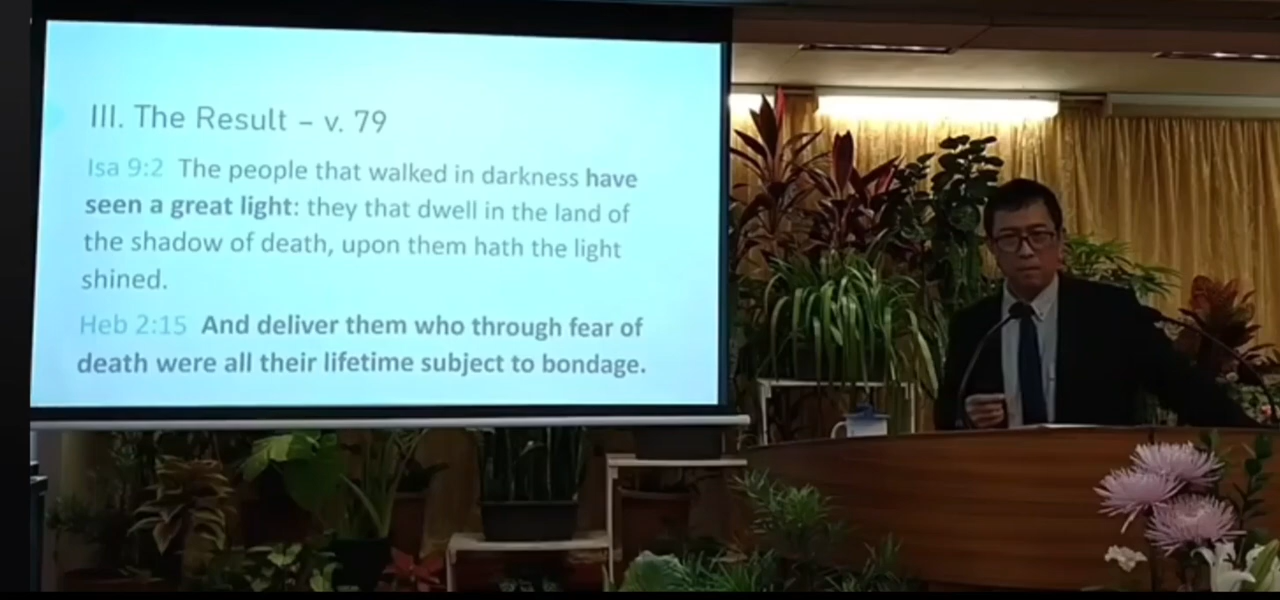 III. The Result – v. 79
Isa 9:2 The people that walked in darkness have
seen a great light: they that dwell in the land of
the shadow of death, upon them hath the light
shined.
Heb 2:15 And deliver them who through fear of
death were all their lifetime subject to bondage.